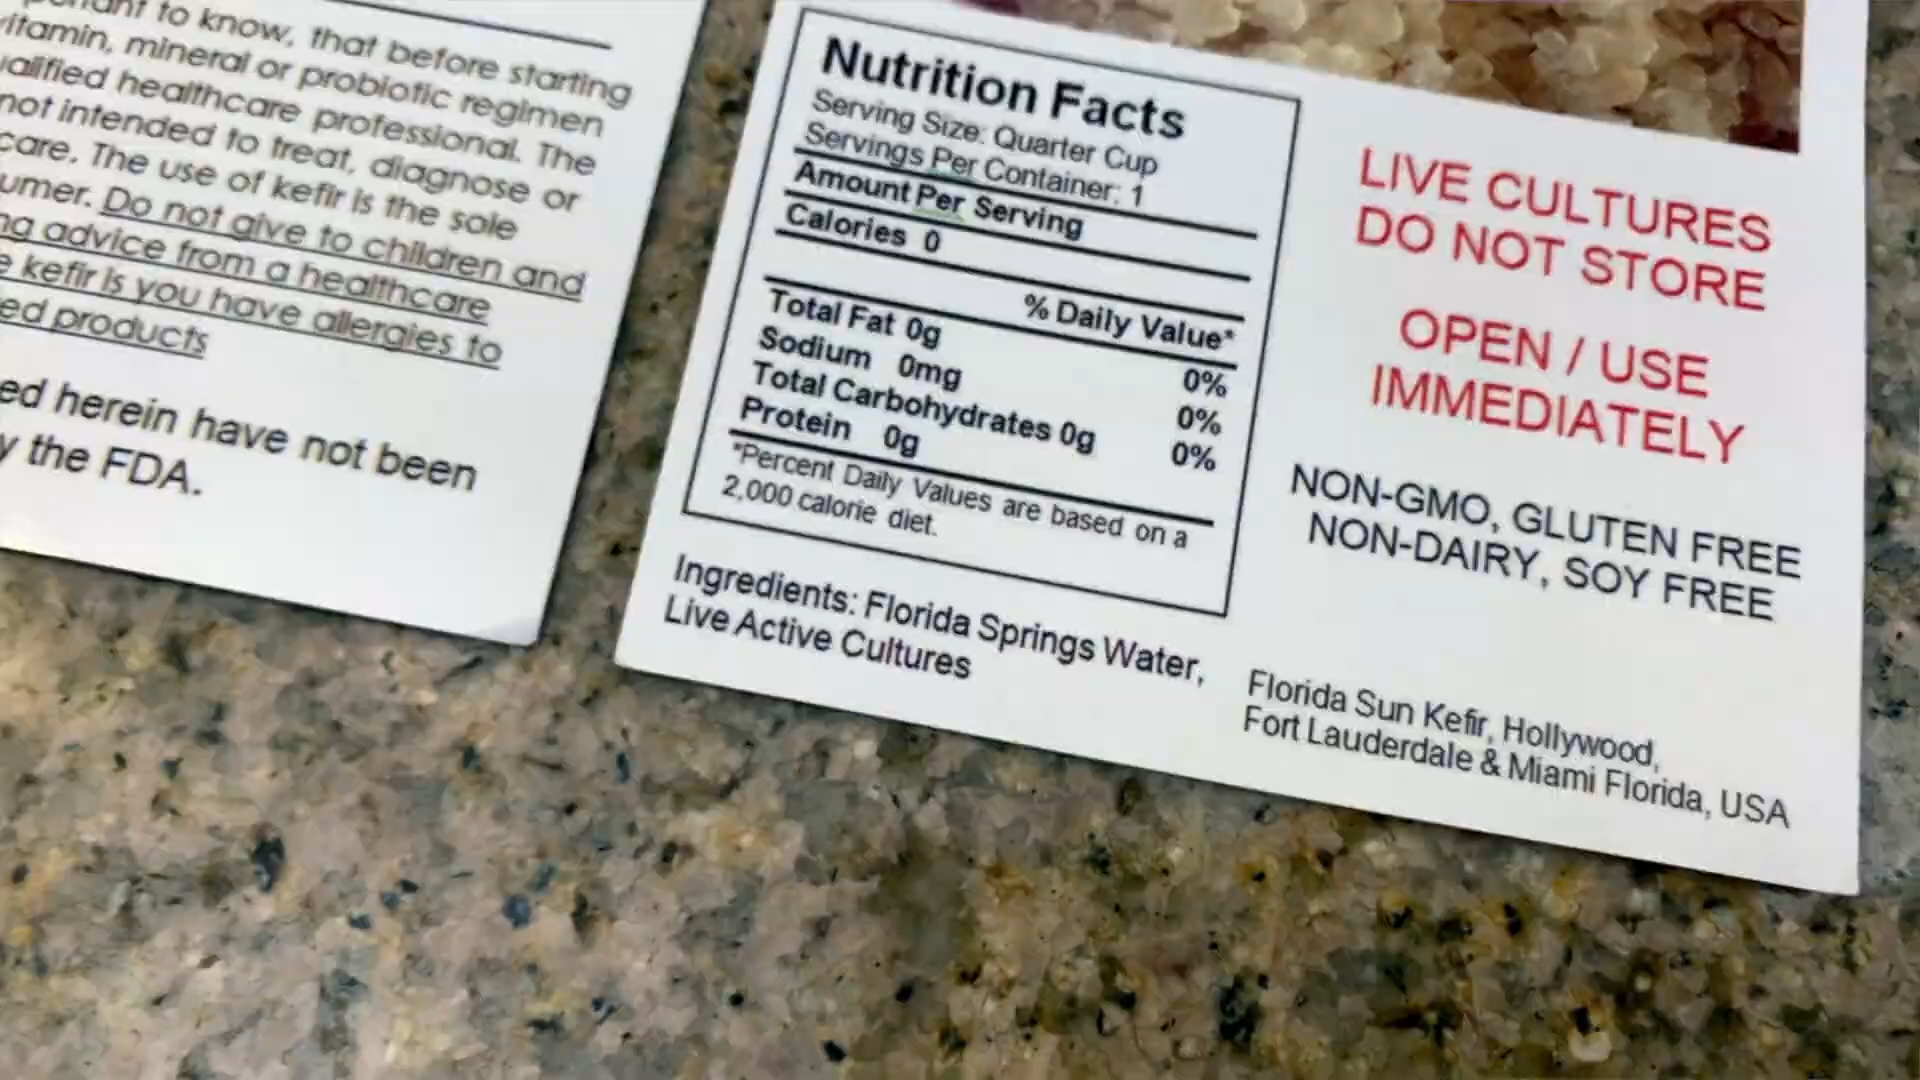 to know, that before starting
vitamin, mineral or probiotic regimen
healthcare professional. The
not intended to treat, diagnose or
care. The use of kefir is the sole
Do not give to children and
advice from a healthcare
kefir is you have allergies to
products
herein have not been
the FDA.
Nutrition Facts
Serving Size: Quarter Cup
Servings Per Container: 1
Amount Per Serving
Calories 0
% Daily Value*
Total Fat 0g 0%
Sodium 0mg 0%
Total Carbohydrates 0g 0%
Protein 0g
*Percent Daily Values are based on a
2,000 calorie diet.
Ingredients: Florida Springs Water,
Live Active Cultures
LIVE CULTURES
DO NOT STORE
OPEN / USE
IMMEDIATELY
NON-GMO, GLUTEN FREE
NON-DAIRY, SOY FREE
Florida Sun Kefir, Hollywood,
Fort Lauderdale & Miami Florida, USA